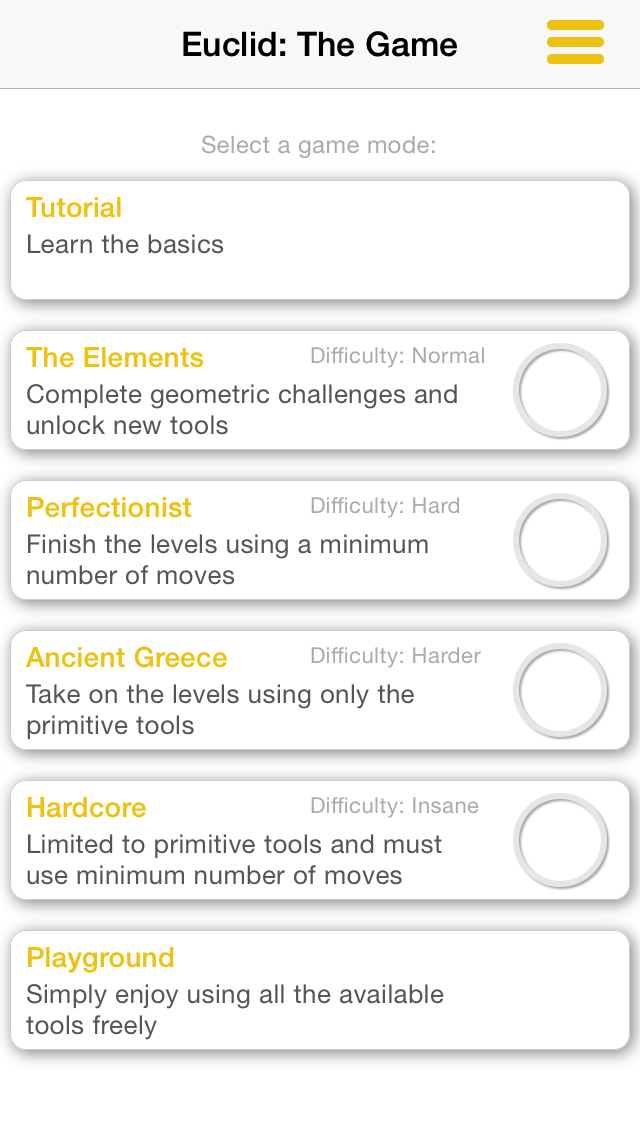 Euclid: The Game
Select a game mode:
Tutorial
Learn the basics
The Elements
Difficulty: Normal
Complete geometric challenges and
unlock new tools
Perfectionist
Difficulty: Hard
Finish the levels using a minimum
number of moves
Ancient Greece
Difficulty: Harder
Take on the levels using only the
primitive tools
Hardcore
Difficulty: Insane
Limited to primitive tools and must
use minimum number of moves
Playground
Simply enjoy using all the available
tools freely